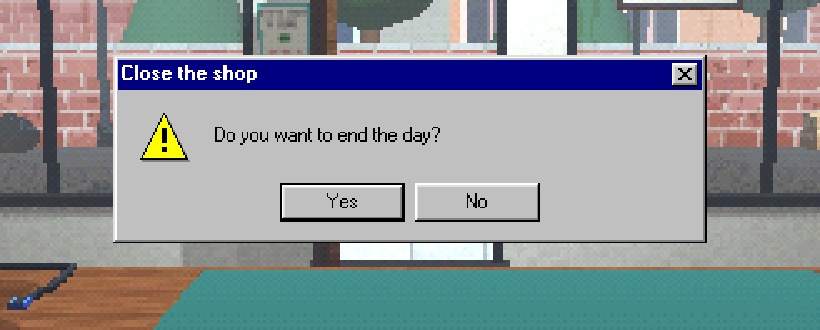 Close the shop
Do you want to end the day?
Yes
No